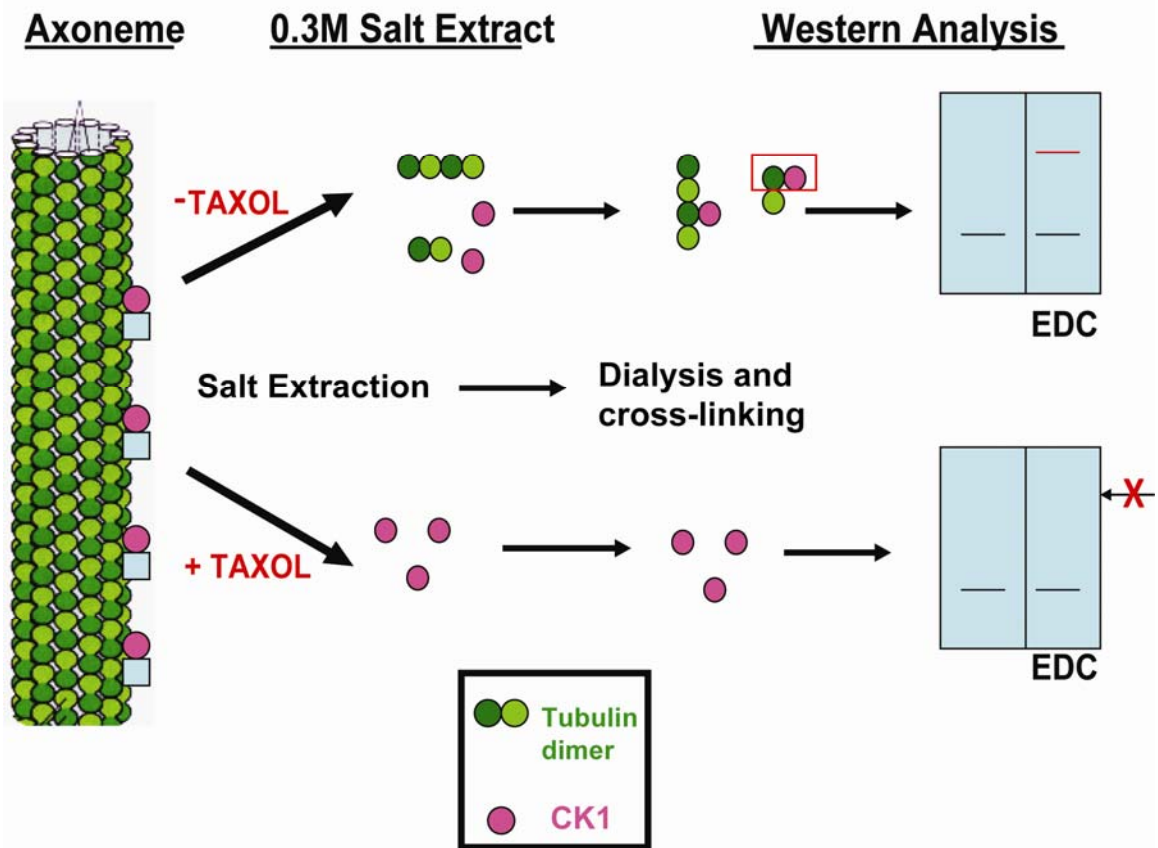 Axoneme
0.3M Salt Extract
Western Analysis
-TAXOL
EDC
Salt Extraction
Dialysis and
cross-linking
+ TAXOL
X
EDC
Tubulin
dimer
CK1